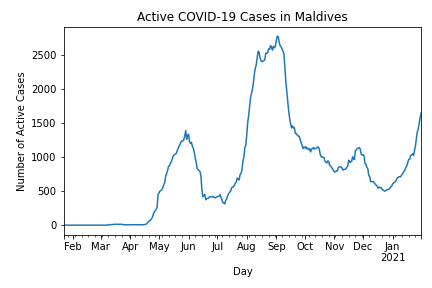 Active COVID-19 Cases in Maldives
Number of Active Cases
2500
2000
1500
1000
500
0
Feb Mar Apr May Jun Jul Aug Sep Oct Nov Dec Jan
2021
Day